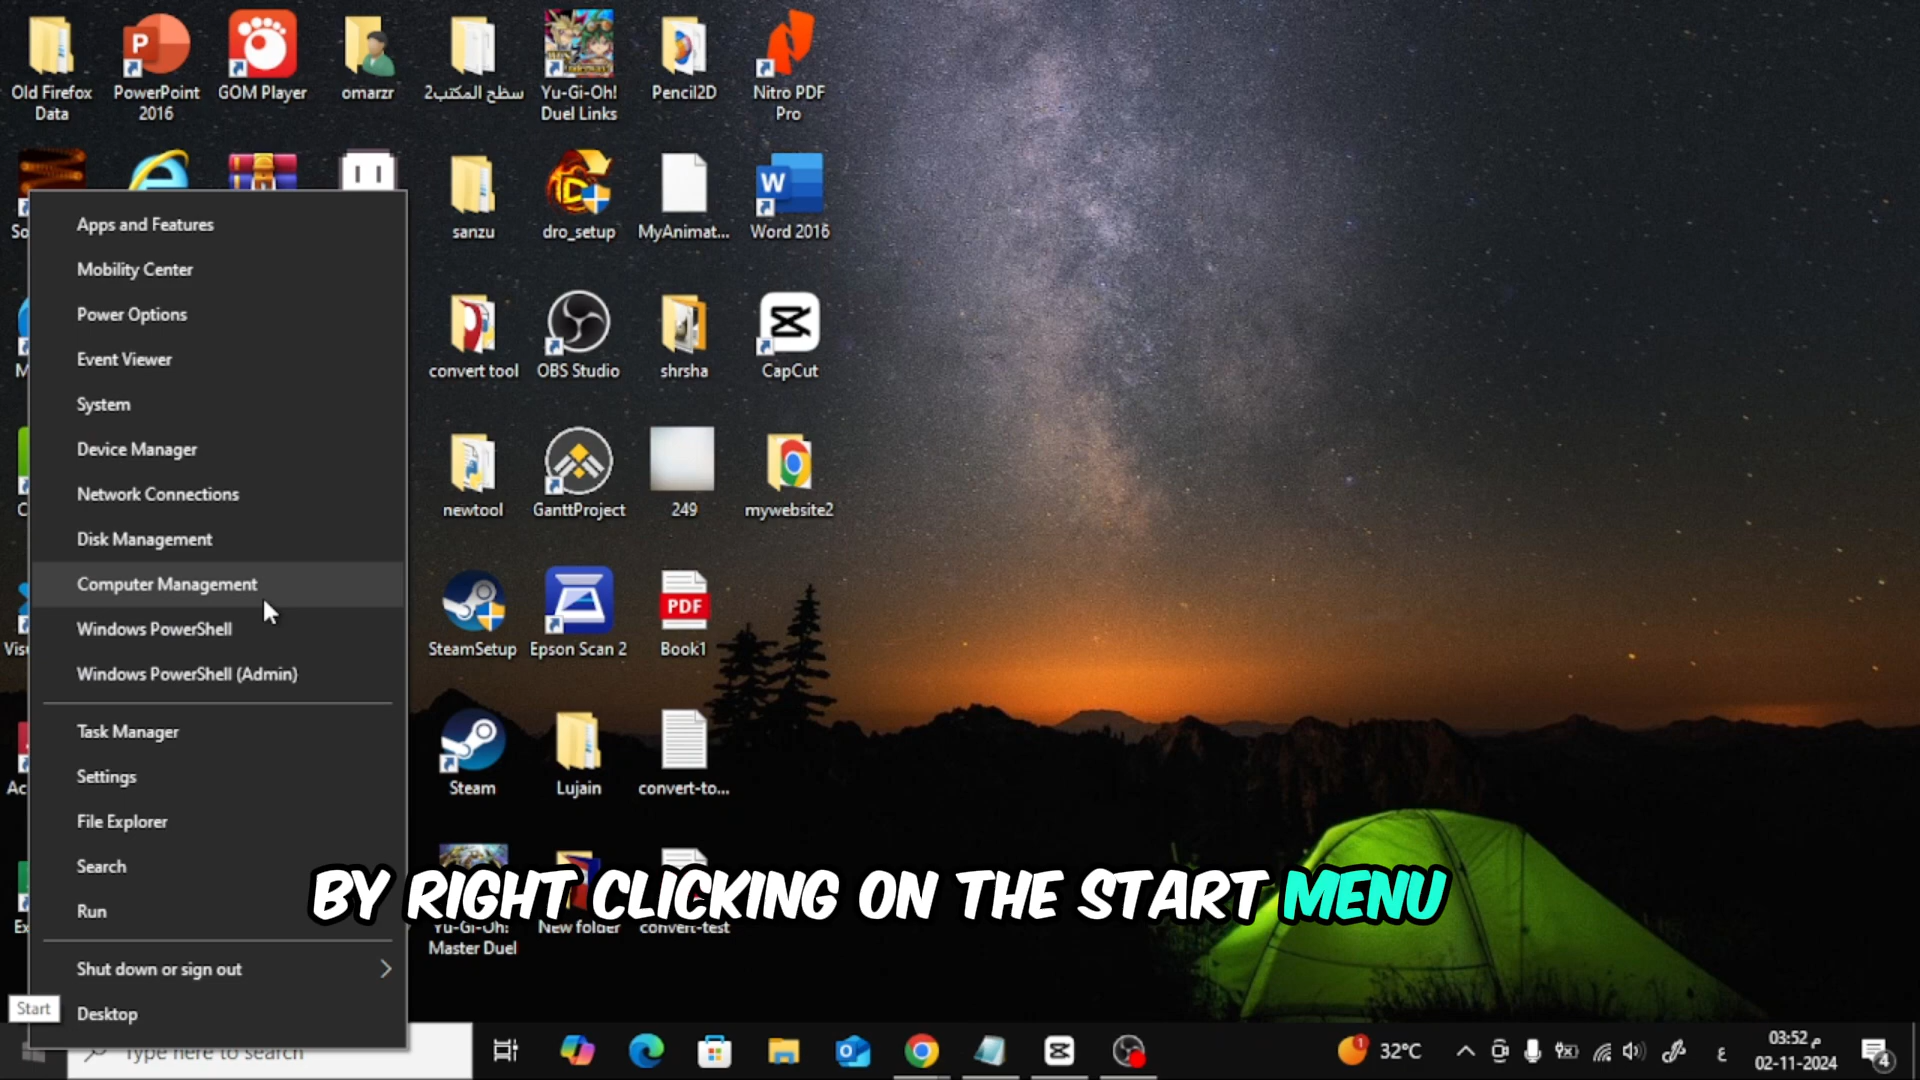 Old Firefox Data
PowerPoint 2016
GOM Player
omarzr
سطح المكتب2
Yu-Gi-Oh! Duel Links
Pencil2D
Nitro PDF Pro
sanzu
dro_setup
MyAnimat...
Word 2016
convert tool
OBS Studio
shrsha
CapCut
newtool
GanttProject
249
mywebsite2
SteamSetup
Epson Scan 2
PDF
Book1
Steam
Lujain
convert-to...
Yu-Gi-Oh! Master Duel
New folder
convert-test
Apps and Features
Mobility Center
Power Options
Event Viewer
System
Device Manager
Network Connections
Disk Management
Computer Management
Windows PowerShell
Windows PowerShell (Admin)
Task Manager
Settings
File Explorer
Search
Run
Shut down or sign out
Desktop
Start
BY RIGHT CLICKING ON THE START MENU
Type here to search
1
32°C
ع
03:52 م
02-11-2024
4